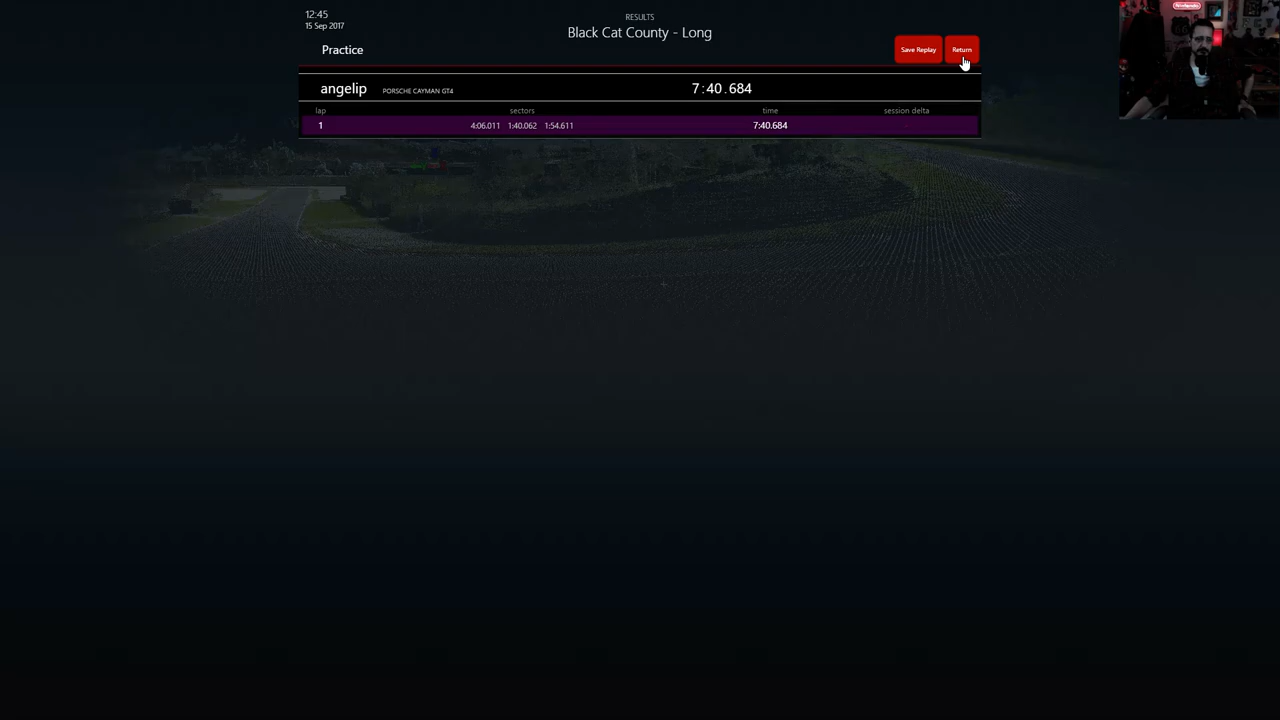 12:45
15 Sep 2017
RESULTS
Black Cat County - Long
Practice
Save Replay
Return
angelip PORSCHE CAYMAN GT4 7:40.684
lap sectors time session delta
1 4:06.011 1:40.062 1:54.611 7:40.684